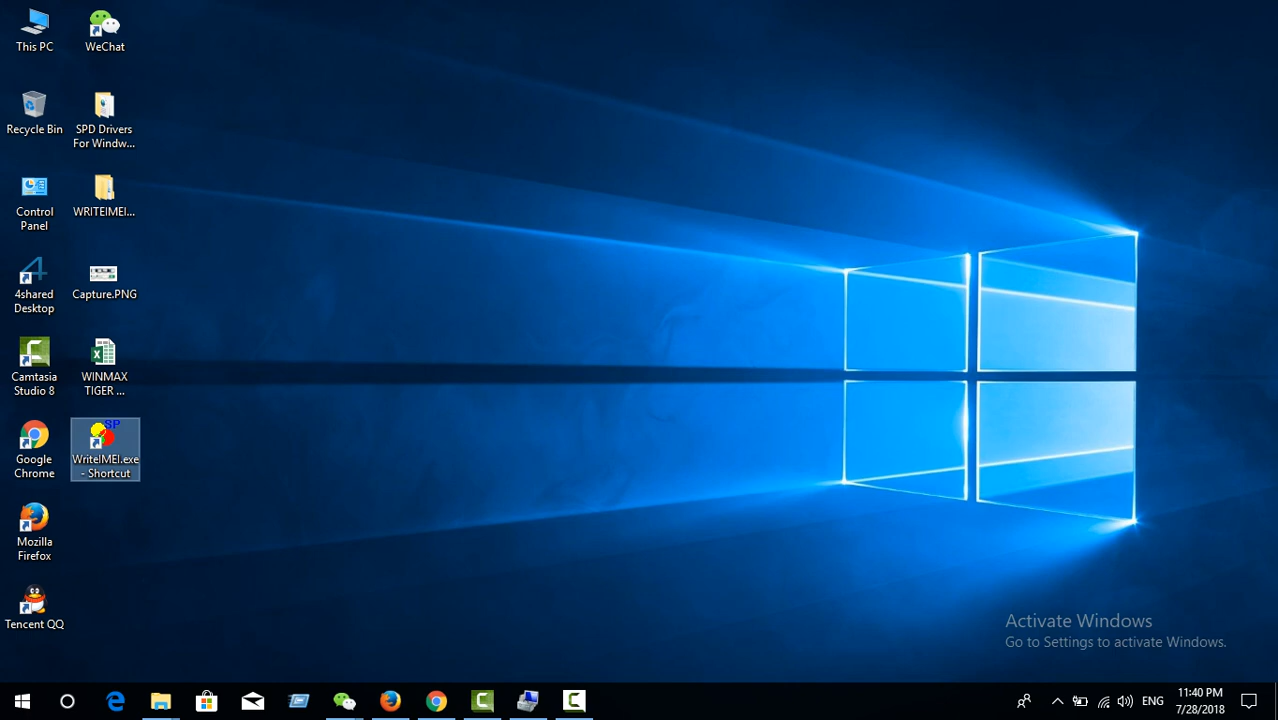 This PC
WeChat
Recycle Bin
SPD Drivers
For Windw...
Control
Panel
WRITEIMEI...
4
4shared
Desktop
Capture.PNG
Camtasia
Studio 8
WINMAX
TIGER ...
Google
Chrome
SP
WriteIMEI.exe
- Shortcut
Mozilla
Firefox
Tencent QQ
Activate Windows
Go to Settings to activate Windows.
ENG
11:40 PM
7/28/2018